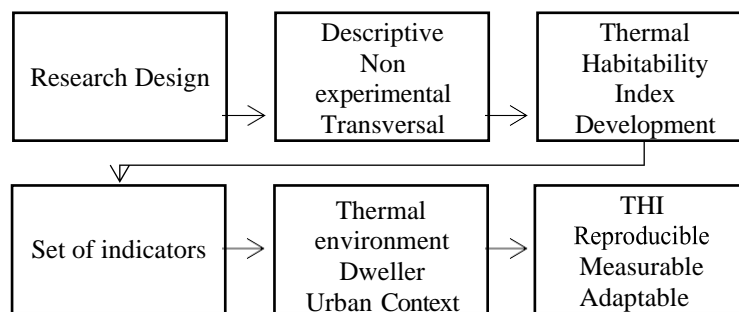 Research Design
Descriptive
Non
experimental
Transversal
Thermal
Habitability
Index
Development
Set of indicators
Thermal
environment
Dweller
Urban Context
THI
Reproducible
Measurable
Adaptable